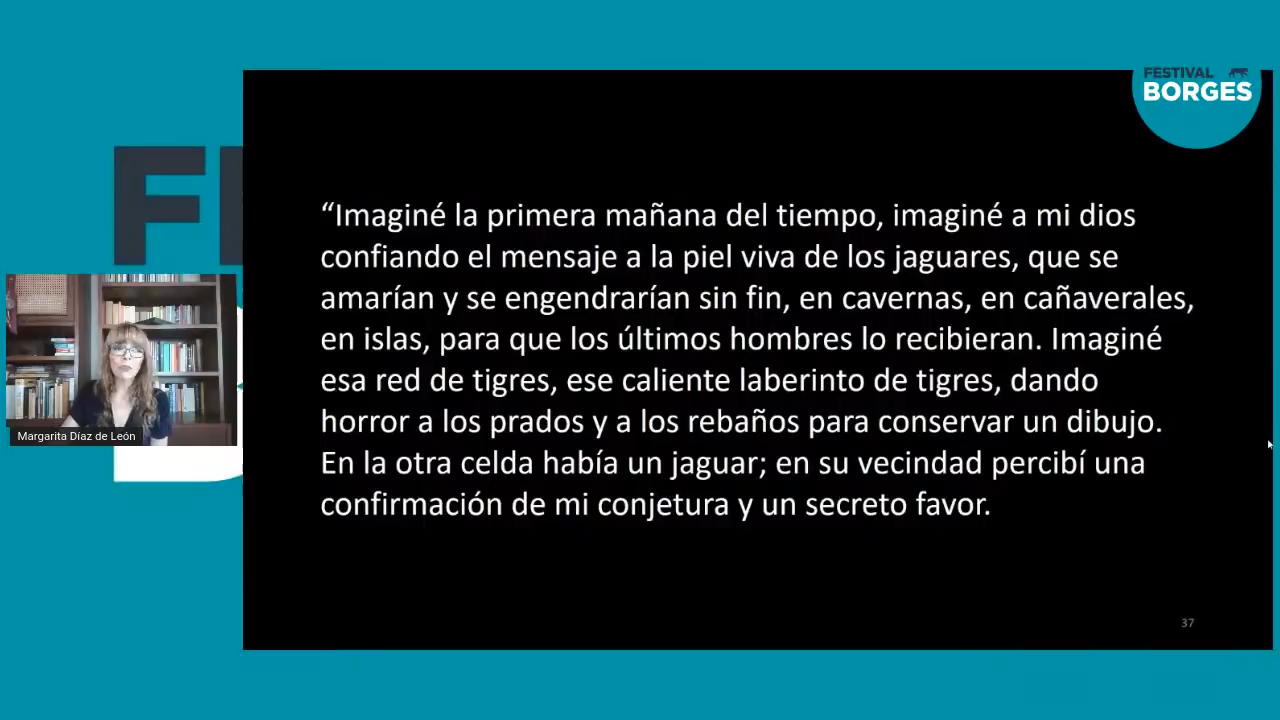 FESTIVAL
BORGES
“Imaginé la primera mañana del tiempo, imaginé a mi dios
confiando el mensaje a la piel viva de los jaguares, que se
amarían y se engendrarían sin fin, en cavernas, en cañaverales,
en islas, para que los últimos hombres lo recibieran. Imaginé
esa red de tigres, ese caliente laberinto de tigres, dando
horror a los prados y a los rebaños para conservar un dibujo.
En la otra celda había un jaguar; en su vecindad percibí una
confirmación de mi conjetura y un secreto favor.
Margarita Díaz de León
37